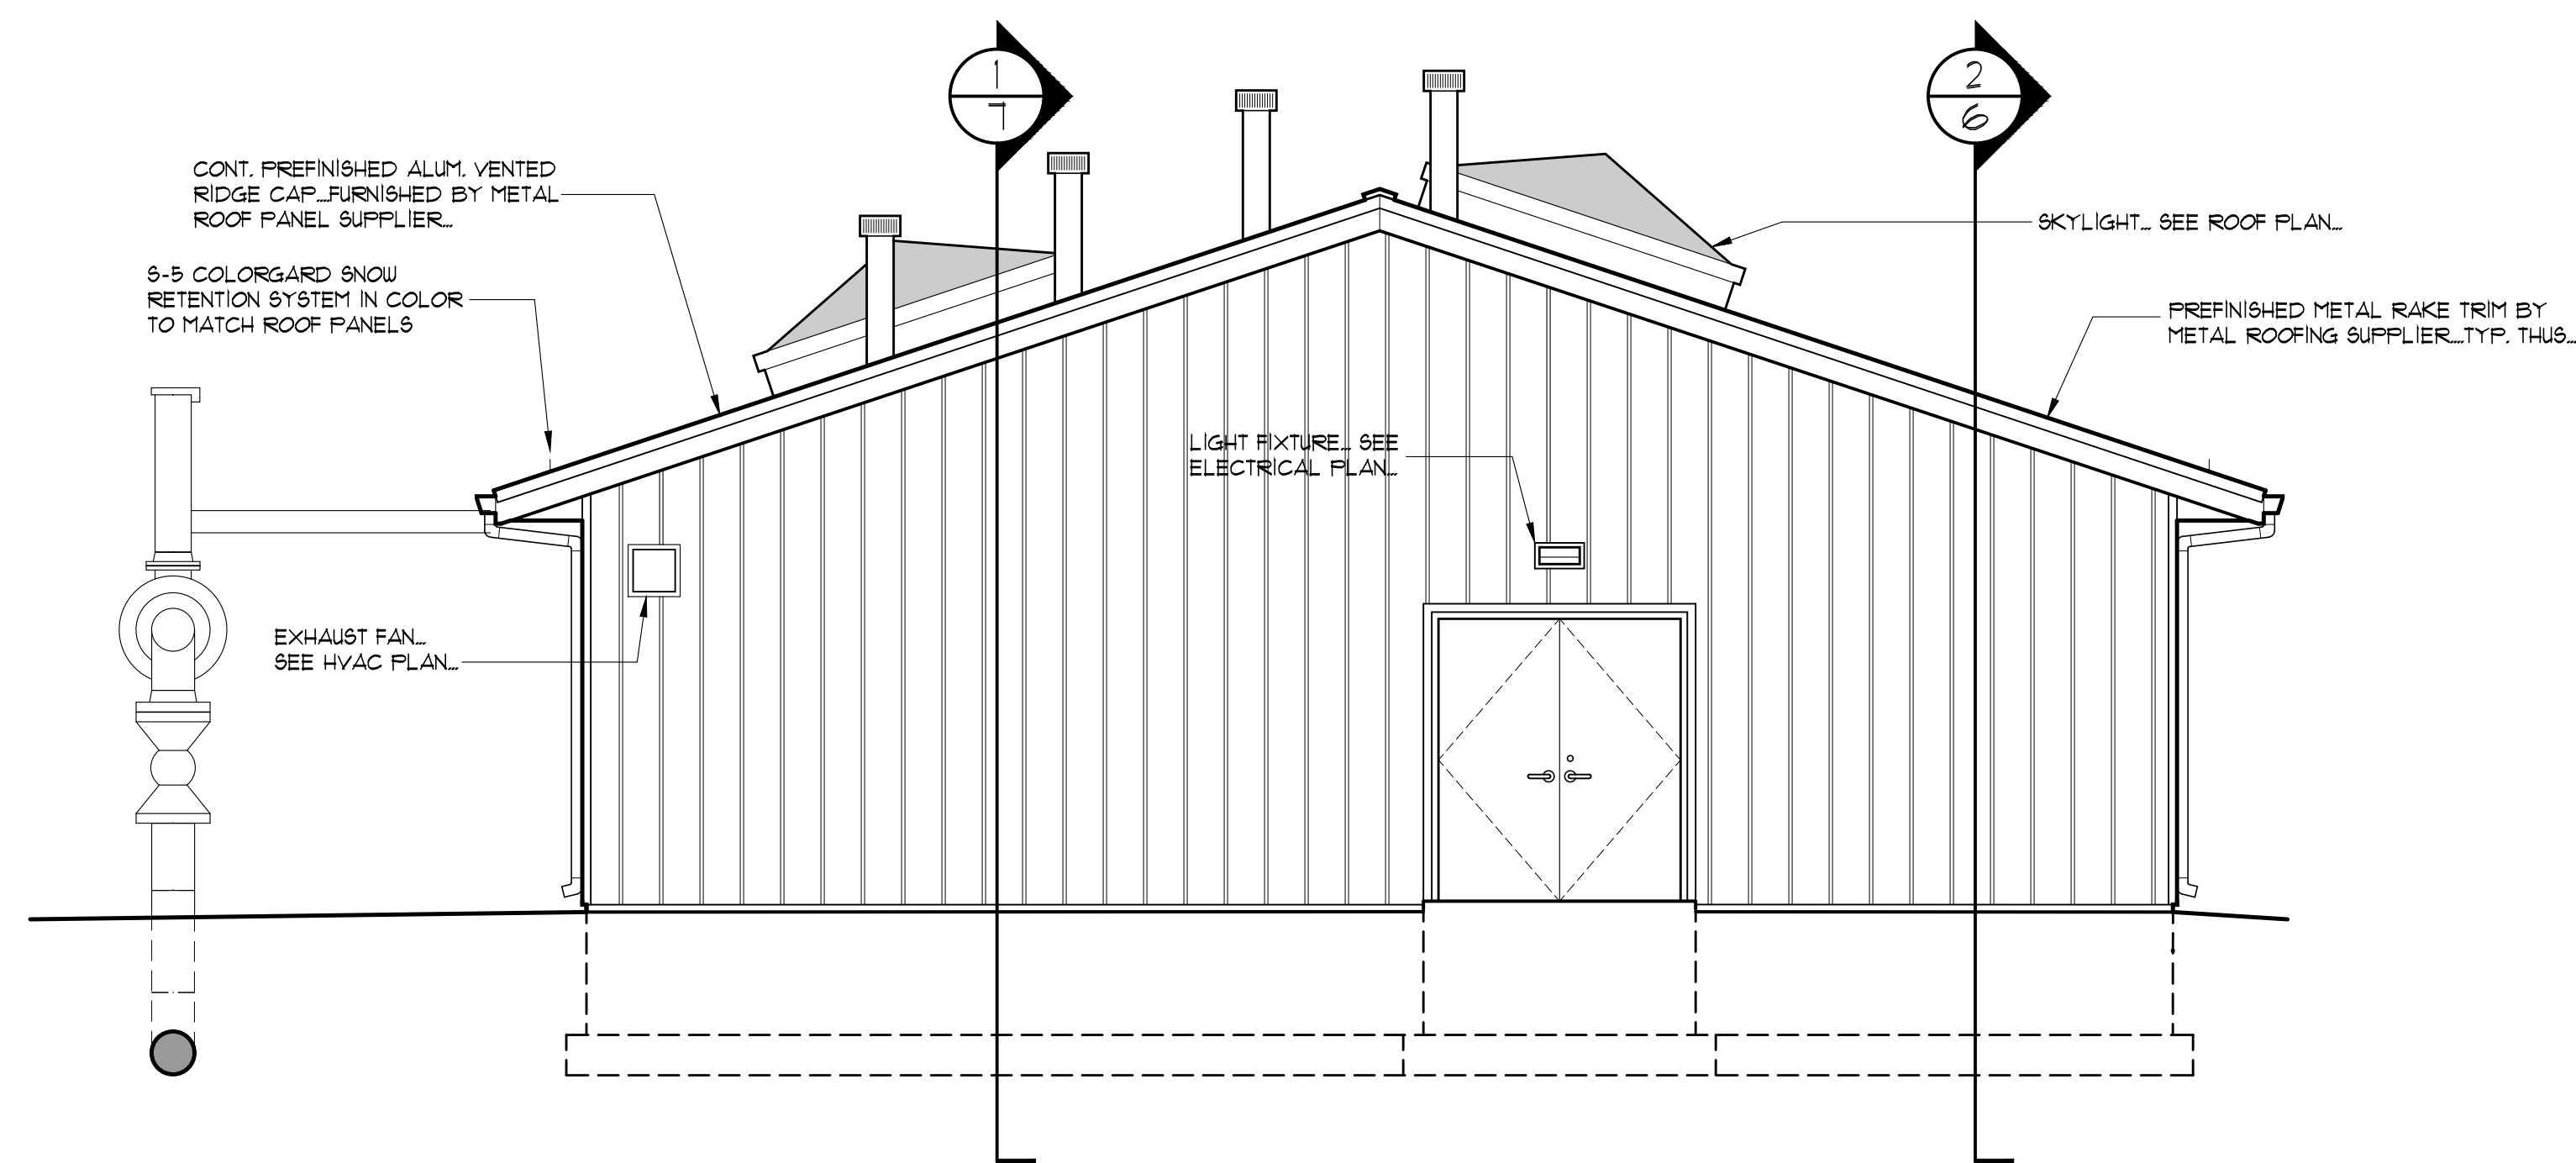 1
7
2
6
CONT. PREFINISHED ALUM. VENTED
RIDGE CAP...FURNISHED BY METAL
ROOF PANEL SUPPLIER...
SKYLIGHT... SEE ROOF PLAN...
S-5 COLORGARD SNOW
RETENTION SYSTEM IN COLOR
TO MATCH ROOF PANELS
PREFINISHED METAL RAKE TRIM BY
METAL ROOFING SUPPLIER....TYP. THUS...
LIGHT FIXTURE... SEE
ELECTRICAL PLAN...
EXHAUST FAN...
SEE HVAC PLAN...